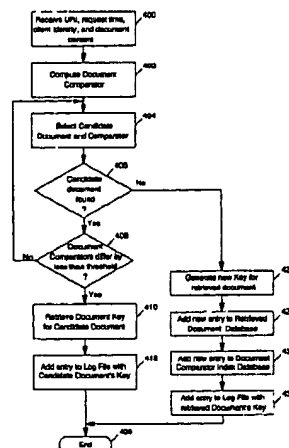 Receive URL, request time,
client identity, and document
content
400
Compute Document
Comparator
Select Candidate
Document and Comparator
404
Candidate
document
found
?
No
Yes
Document
Comparators differ by
less than threshold
?
408
No
Yes
Retrieve Document Key
for Candidate Document
410
Add entry to Log File with
Candidate Document's Key
Generate new Key for
retrieved document
Add new entry to Retrieved
Document Database
Add new entry to Document
Comparator Index Database
Add entry to Log File with
retrieved Document's Key
End